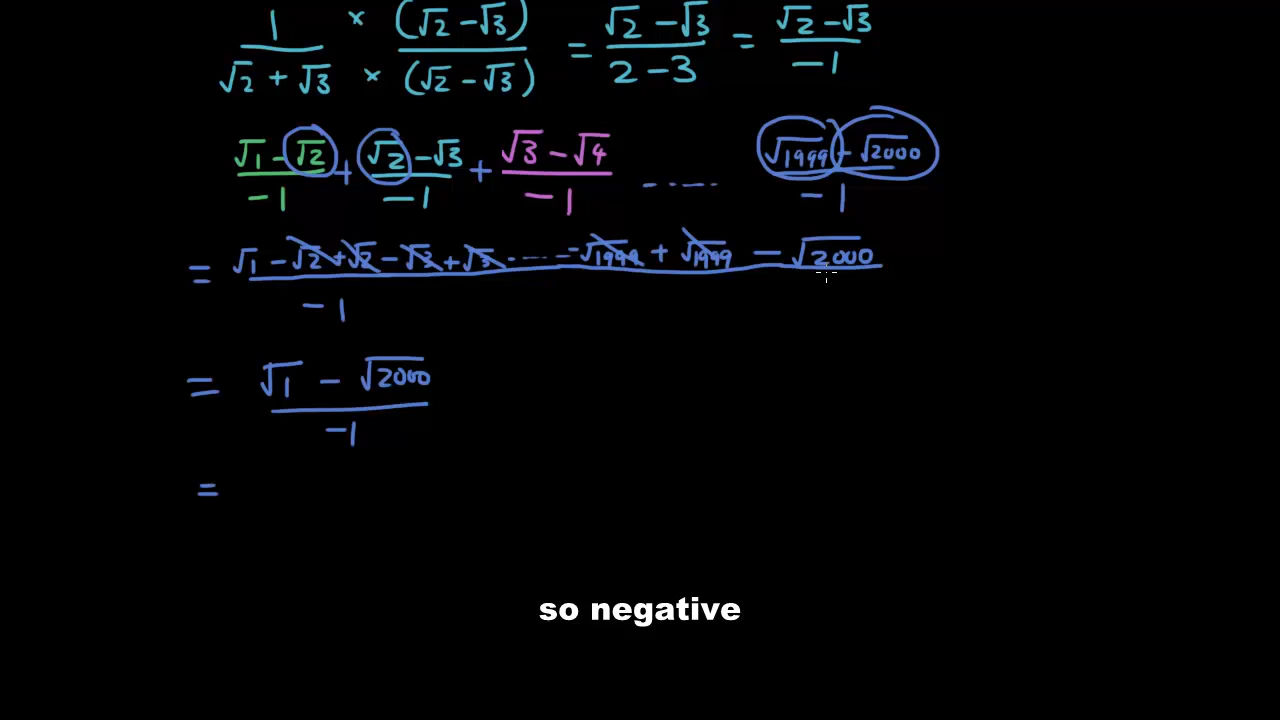 1 / (√2 + √3) × (√2 − √3) / × (√2 − √3) = (√2 − √3) / (2 − 3) = (√2 − √3) / −1
(√1 − √2) / −1 + (√2 − √3) / −1 + (√3 − √4) / −1 ...... (√1999 − √2000) / −1
= (√1 − √2 + √2 − √3 + √3 ..... − √1999 + √1999 − √2000) / −1
= (√1 − √2000) / −1
=
so negative